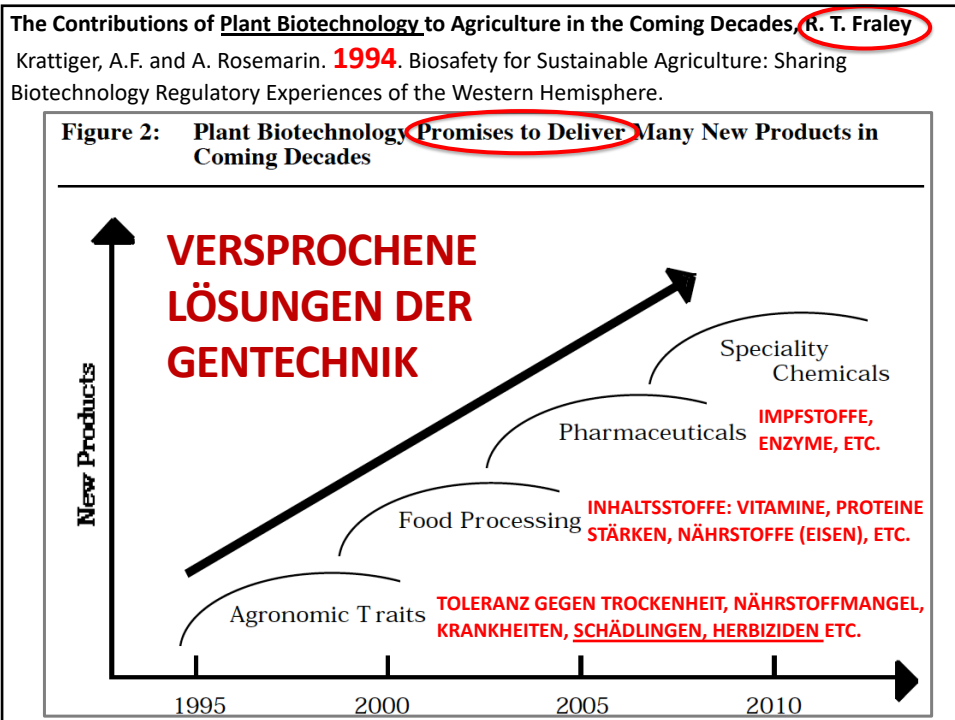 The Contributions of Plant Biotechnology to Agriculture in the Coming Decades, R. T. Fraley
Krattiger, A.F. and A. Rosemarin. 1994. Biosafety for Sustainable Agriculture: Sharing
Biotechnology Regulatory Experiences of the Western Hemisphere.
Figure 2: Plant Biotechnology Promises to Deliver Many New Products in
Coming Decades
VERSPROCHENE
LÖSUNGEN DER
GENTECHNIK
New Products
Speciality
Chemicals
Pharmaceuticals
IMPFSTOFFE,
ENZYME, ETC.
Food Processing
INHALTSSTOFFE: VITAMINE, PROTEINE
STÄRKEN, NÄHRSTOFFE (EISEN), ETC.
Agronomic Traits
TOLERANZ GEGEN TROCKENHEIT, NÄHRSTOFFMANGEL,
KRANKHEITEN, SCHÄDLINGEN, HERBIZIDEN ETC.
1995 2000 2005 2010